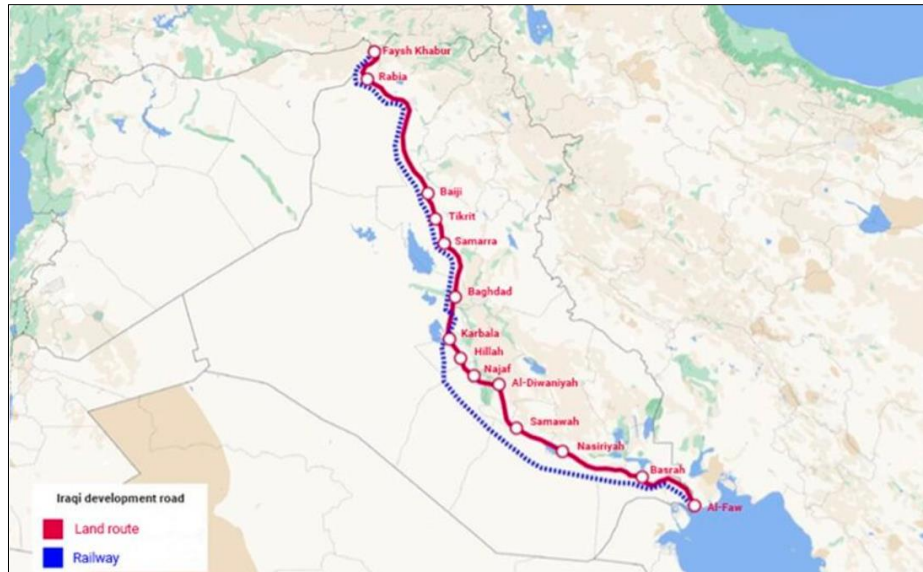 Faysh Khabur
Rabia
Baiji
Tikrit
Samarra
Baghdad
Karbala
Hillah
Najaf
Al-Diwaniyah
Samawah
Nasiriyah
Basrah
Al-Faw
Iraqi development road
Land route
Railway